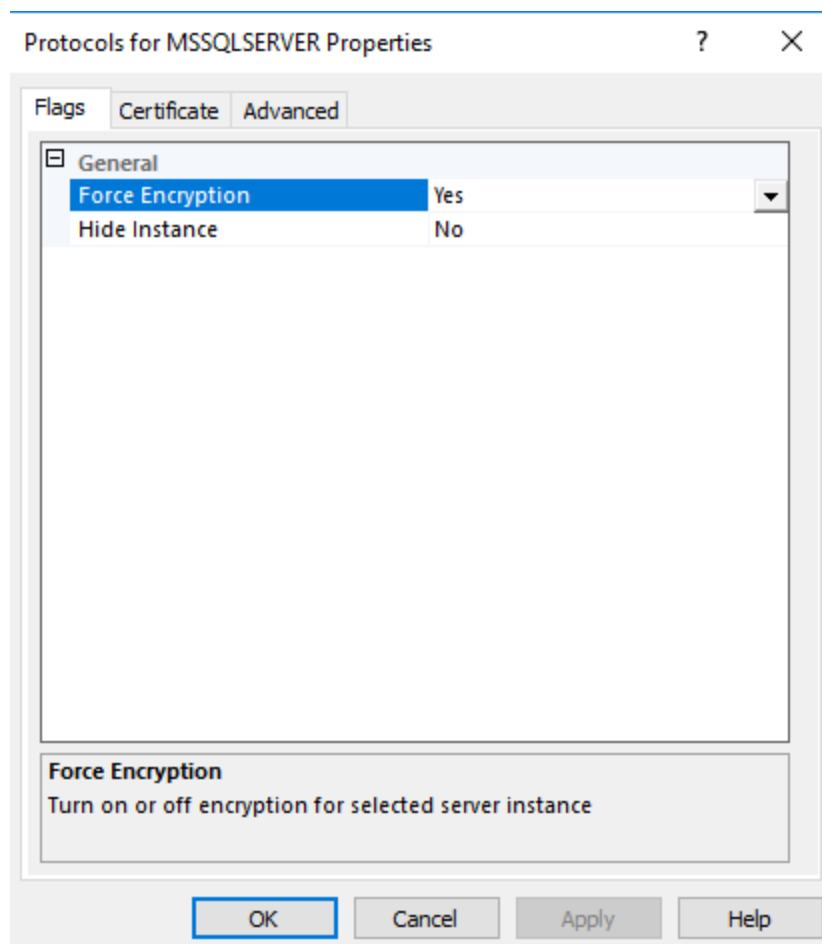 Protocols for MSSQLSERVER Properties ? ×
Flags Certificate Advanced
General
Force Encryption Yes
Hide Instance No
Force Encryption
Turn on or off encryption for selected server instance
OK Cancel Apply Help